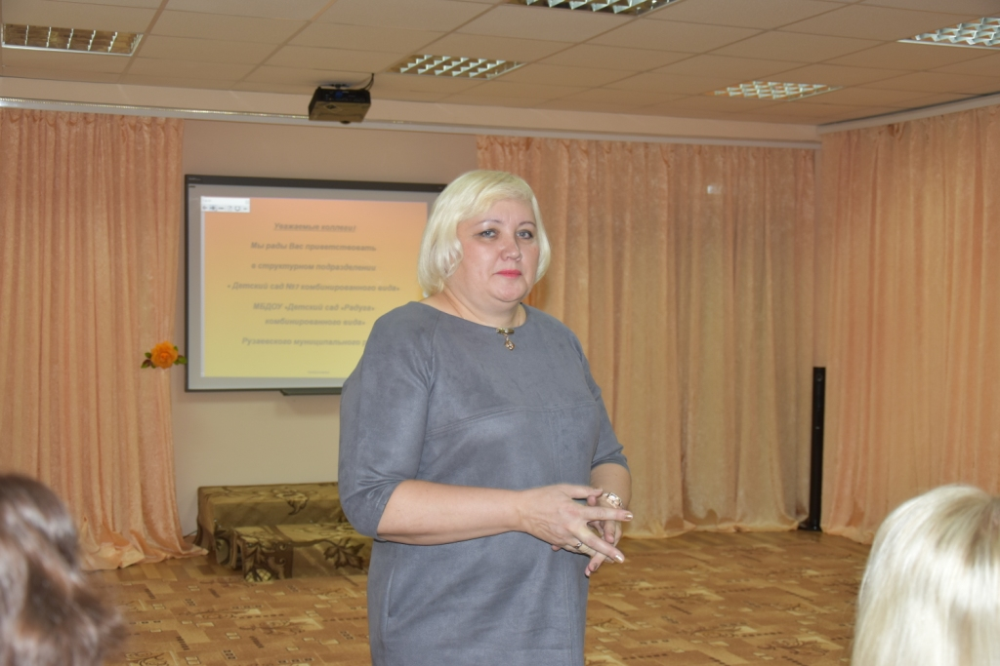 Уважаемые коллеги!
Мы рады Вас приветствовать
в структурном подразделении
« Детский сад №1 комбинированного вида»
МБДОУ «Детский сад «Радуга»
комбинированного вида»
Рузаевского муниципального